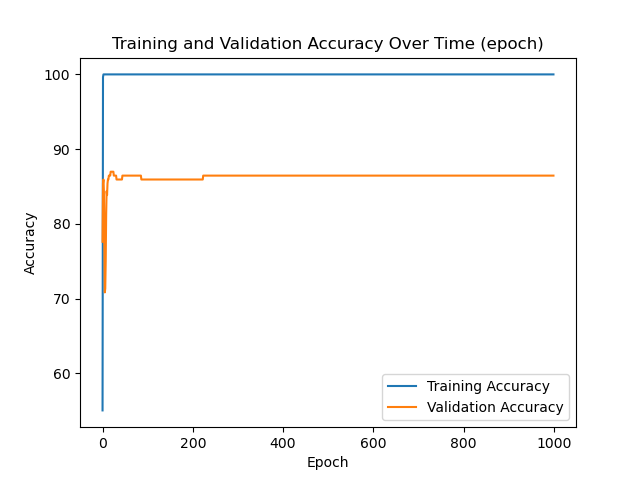 Training and Validation Accuracy Over Time (epoch)
100
90
80
70
60
Accuracy
0
200
400
600
800
1000
Epoch
Training Accuracy
Validation Accuracy